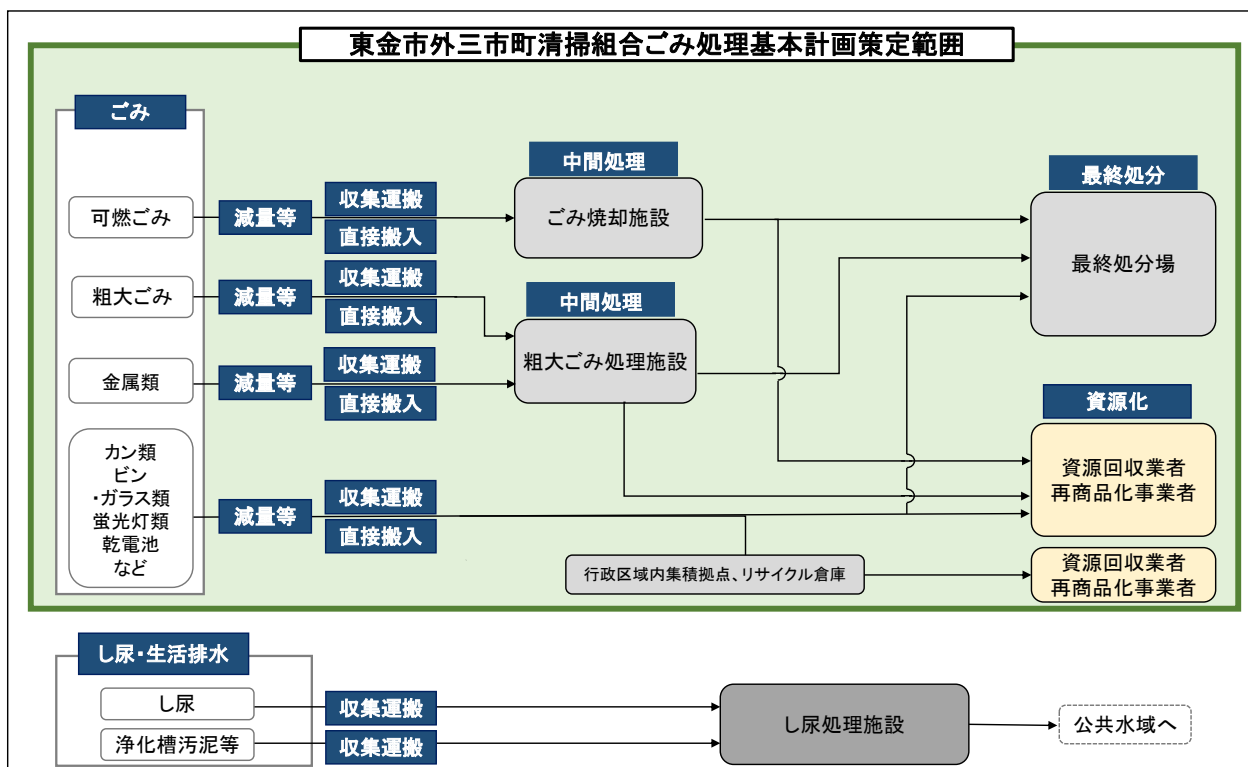 東金市外三市町清掃組合ごみ処理基本計画策定範囲
ごみ
可燃ごみ
減量等
収集運搬
直接搬入
中間処理
ごみ焼却施設
最終処分
最終処分場
粗大ごみ
減量等
収集運搬
直接搬入
中間処理
粗大ごみ処理施設
金属類
減量等
収集運搬
直接搬入
資源化
資源回収業者
再商品化事業者
カン類
ビン
・ガラス類
蛍光灯類
乾電池
など
減量等
収集運搬
直接搬入
行政区域内集積拠点、リサイクル倉庫
資源回収業者
再商品化事業者
し尿・生活排水
し尿
収集運搬
浄化槽汚泥等
収集運搬
し尿処理施設
公共水域へ